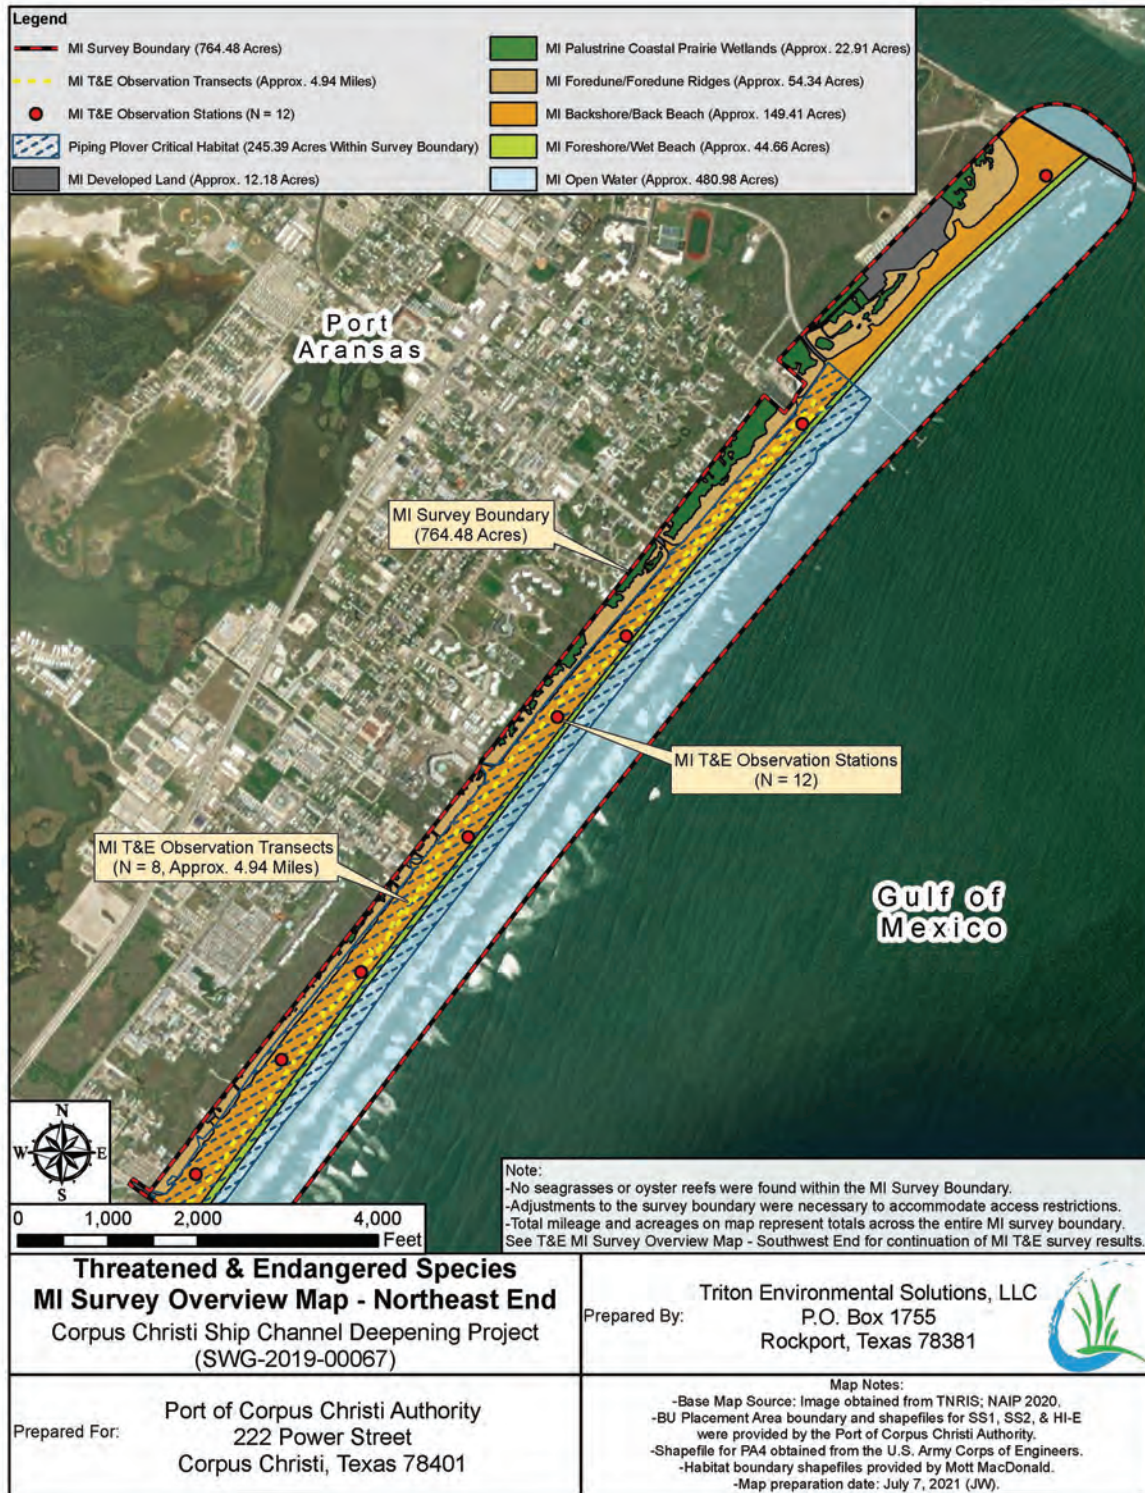 Legend
MI Survey Boundary (764.48 Acres)
MI T&E Observation Transects (Approx. 4.94 Miles)
MI T&E Observation Stations (N = 12)
Piping Plover Critical Habitat (245.39 Acres Within Survey Boundary)
MI Developed Land (Approx. 12.18 Acres)
MI Palustrine Coastal Prairie Wetlands (Approx. 22.91 Acres)
MI Foredune/Foredune Ridges (Approx. 54.34 Acres)
MI Backshore/Back Beach (Approx. 149.41 Acres)
MI Foreshore/Wet Beach (Approx. 44.66 Acres)
MI Open Water (Approx. 480.98 Acres)
Port
Aransas
MI Survey Boundary
(764.48 Acres)
MI T&E Observation Stations
(N = 12)
MI T&E Observation Transects
(N = 8, Approx. 4.94 Miles)
Gulf of
Mexico
N
W E
S
0 1,000 2,000 4,000
Feet
Note:
-No seagrasses or oyster reefs were found within the MI Survey Boundary.
-Adjustments to the survey boundary were necessary to accommodate access restrictions.
-Total mileage and acreages on map represent totals across the entire MI survey boundary.
See T&E MI Survey Overview Map - Southwest End for continuation of MI T&E survey results.
Threatened & Endangered Species
MI Survey Overview Map - Northeast End
Corpus Christi Ship Channel Deepening Project
(SWG-2019-00067)
Prepared By:
Triton Environmental Solutions, LLC
P.O. Box 1755
Rockport, Texas 78381
Prepared For:
Port of Corpus Christi Authority
222 Power Street
Corpus Christi, Texas 78401
Map Notes:
-Base Map Source: Image obtained from TNRIS; NAIP 2020.
-BU Placement Area boundary and shapefiles for SS1, SS2, & HI-E
were provided by the Port of Corpus Christi Authority.
-Shapefile for PA4 obtained from the U.S. Army Corps of Engineers.
-Habitat boundary shapefiles provided by Mott MacDonald.
-Map preparation date: July 7, 2021 (JW).